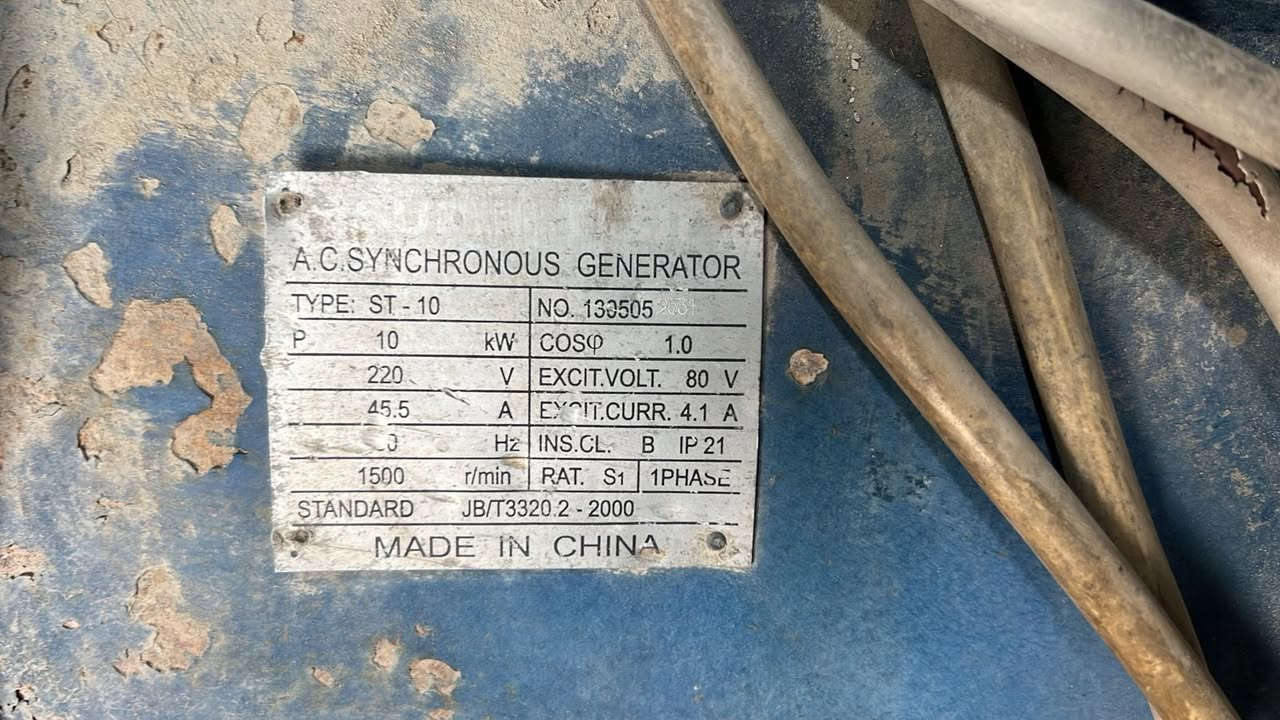 A.C.SYNCHRONOUS GENERATOR
TYPE: ST - 10 NO. 130505
P 10 kW COSφ 1.0
220 V EXCIT.VOLT. 80 V
45.5 A EXCIT.CURR. 4.1 A
Hz INS.CL. B IP 21
1500 r/min RAT. S1 1PHASE
STANDARD JB/T3320.2 - 2000
MADE IN CHINA